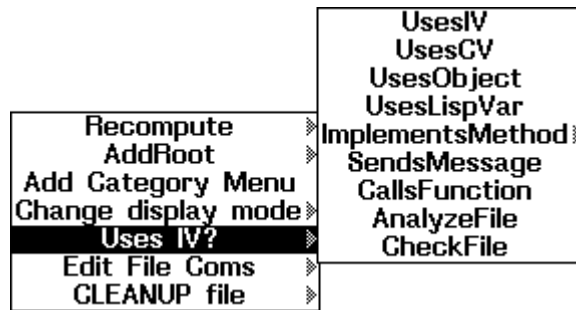 Recompute
AddRoot
Add Category Menu
Change display mode
Uses IV?
Edit File Coms
CLEANUP file
UsesIV
UsesCV
UsesObject
UsesLispVar
ImplementsMethod
SendsMessage
CallsFunction
AnalyzeFile
CheckFile